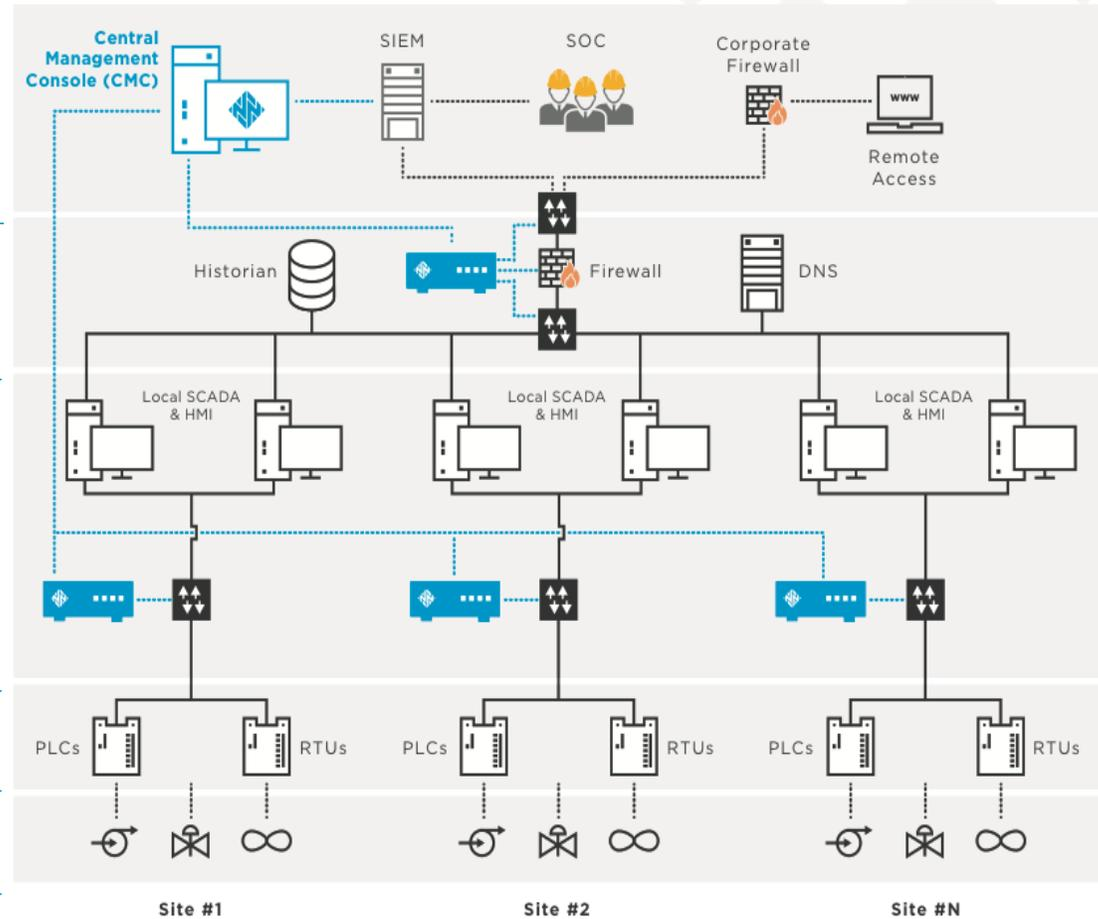 Central
Management
Console (CMC)
SIEM
SOC
Corporate
Firewall
www
Remote
Access
Historian
Firewall
DNS
Local SCADA
& HMI
Local SCADA
& HMI
Local SCADA
& HMI
PLCs
RTUs
PLCs
RTUs
PLCs
RTUs
Site #1
Site #2
Site #N